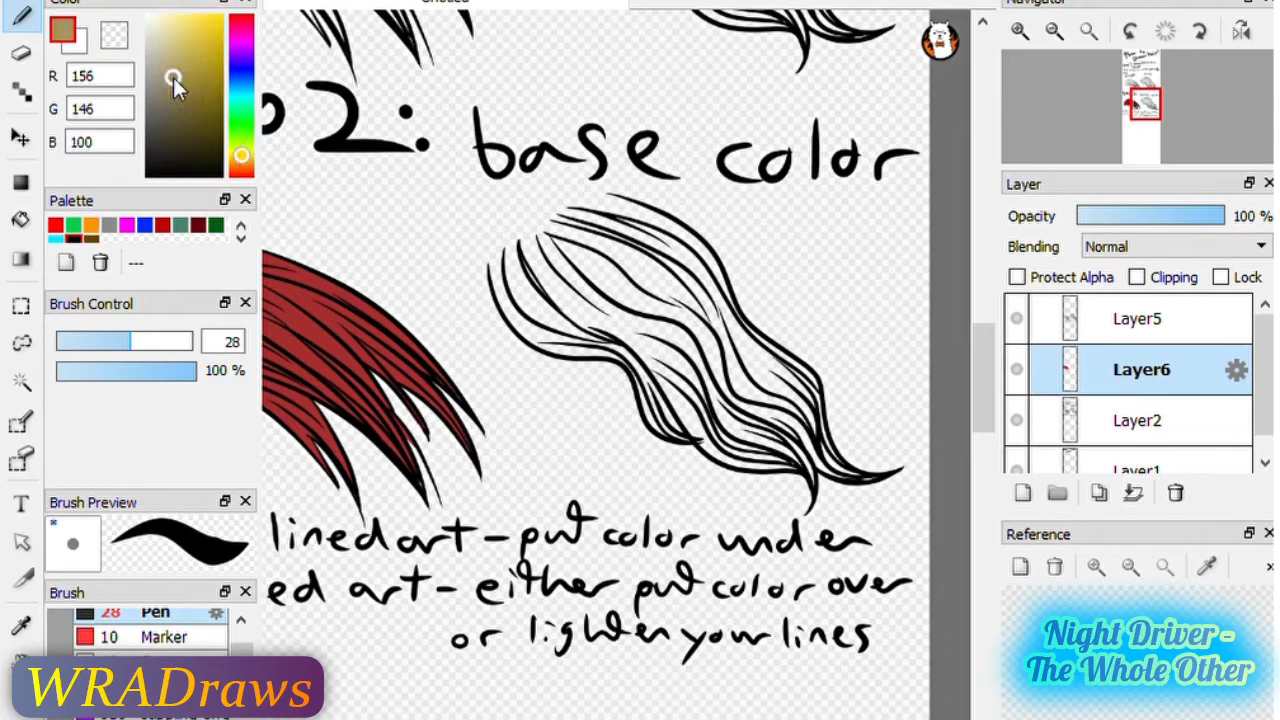 Color
Untitled
Navigator
R 156
G 146
B 100
Palette
---
Brush Control
28
100 %
Brush Preview
Brush
28 Pen
10 Marker
2: base color
lined art - put color under
ed art - either put color over
or lighten your lines
Layer
Opacity 100 %
Blending Normal
Protect Alpha Clipping Lock
Layer5
Layer6
Layer2
Layer1
Reference
Night Driver -
The Whole Other
WRADraws